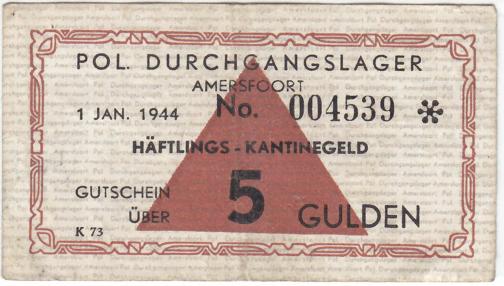 POL. DURCHGANGSLAGER
AMERSFOORT
1 JAN. 1944 No. 004539 *
HÄFTLINGS - KANTINEGELD
GUTSCHEIN
ÜBER 5 GULDEN
K 73